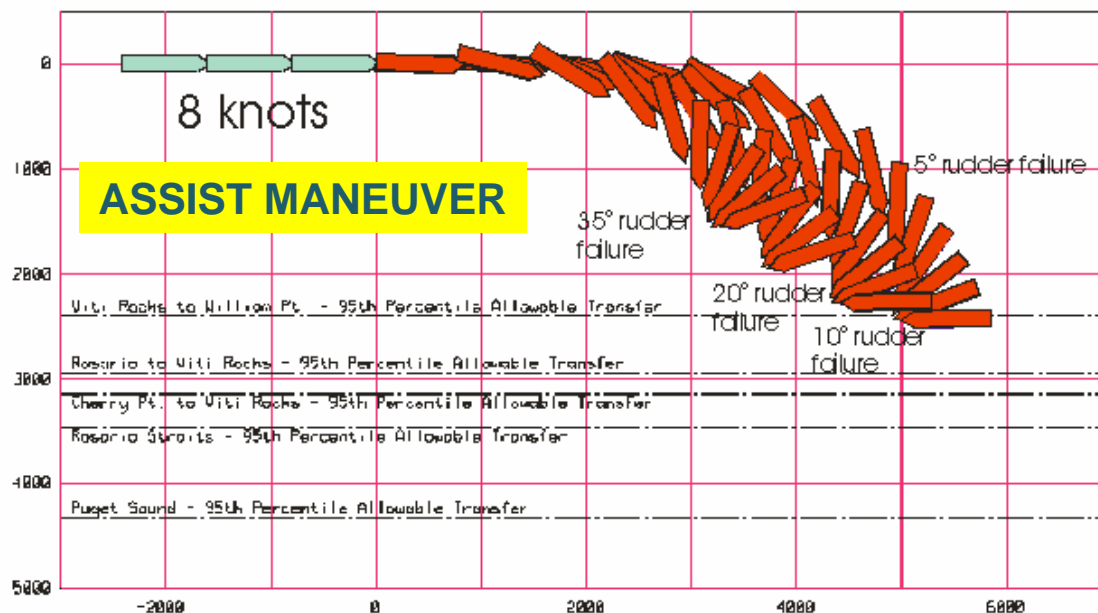 0
8 knots
1000
5° rudder failure
ASSIST MANEUVER
35° rudder
failure
2000
20° rudder
failure
Viti Rocks to William Pt. - 95th Percentile Allowable Transfer
10° rudder
failure
Rosario to Viti Rocks - 95th Percentile Allowable Transfer
3000
Cherry Pt. to Viti Rocks - 95th Percentile Allowable Transfer
Rosario Straits - 95th Percentile Allowable Transfer
4000
Puget Sound - 95th Percentile Allowable Transfer
5000
-2000 0 2000 4000 6000